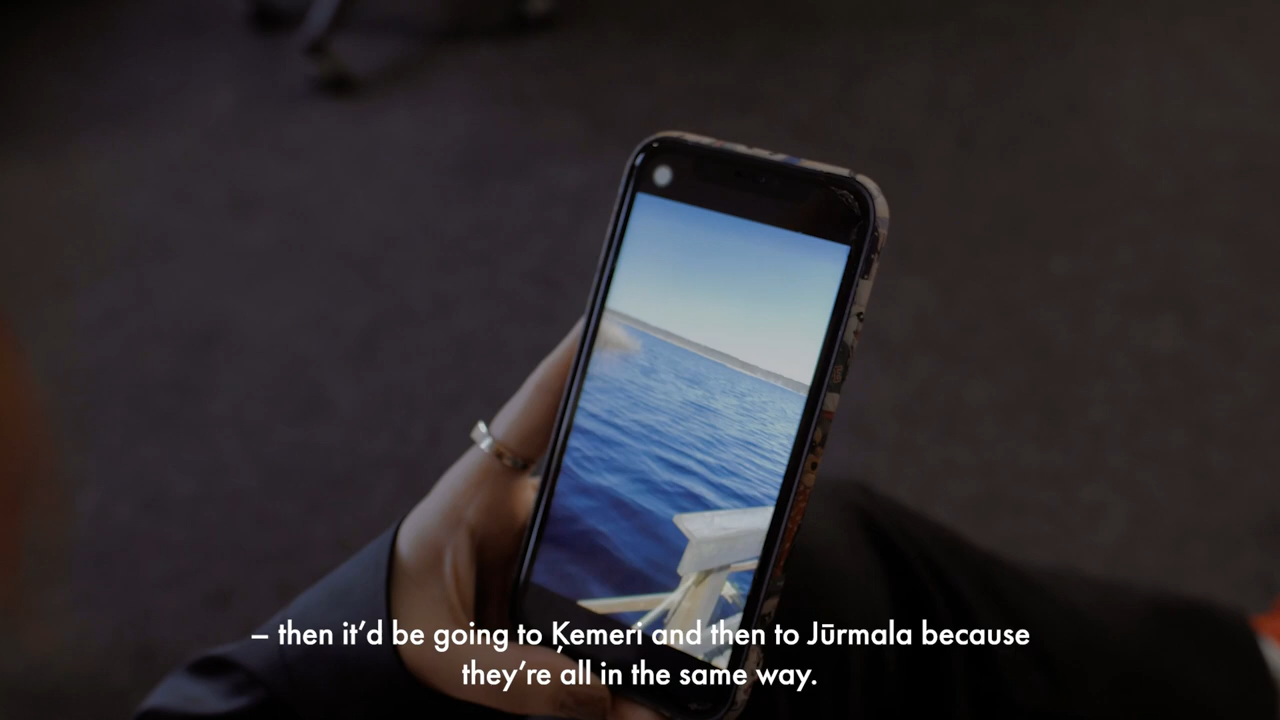 – then it’d be going to Ķemeri and then to Jūrmala because
they’re all in the same way.